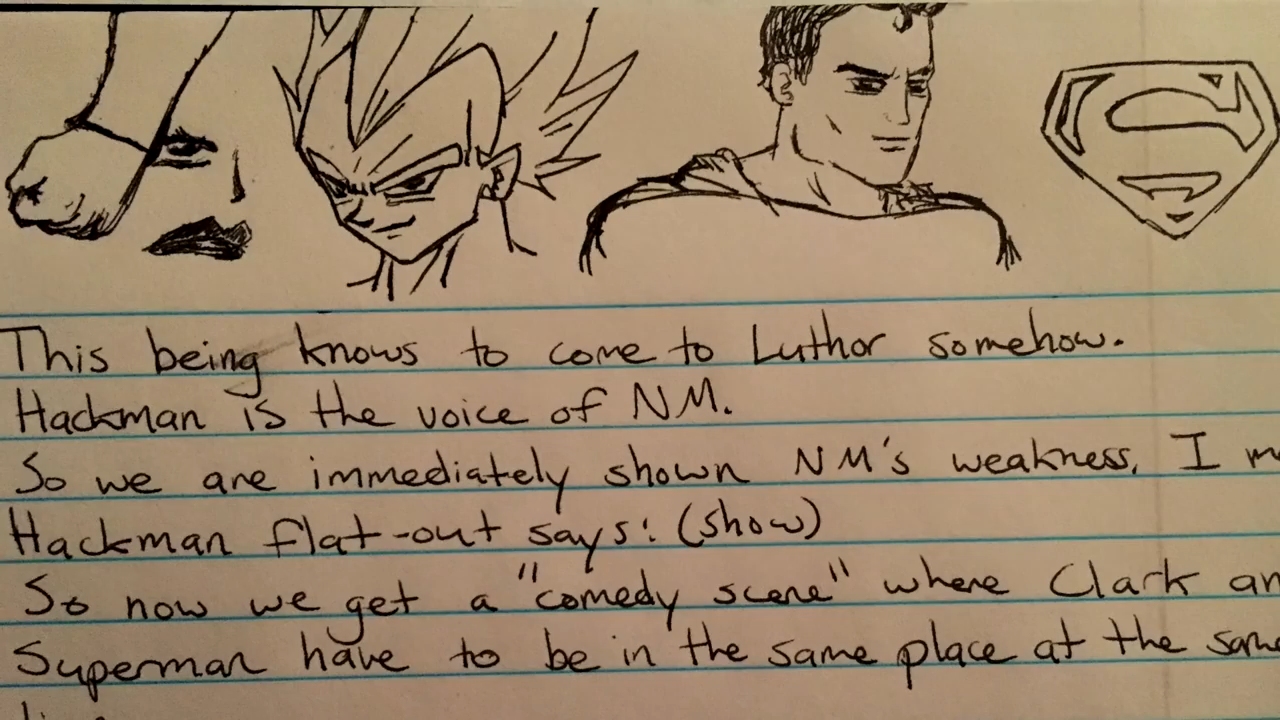 This being knows to come to Luthor somehow.
Hackman is the voice of NM.
So we are immediately shown NM's weakness, I
Hackman flat-out says: (show)
So now we get a "comedy scene" where Clark
Superman have to be in the same place at the